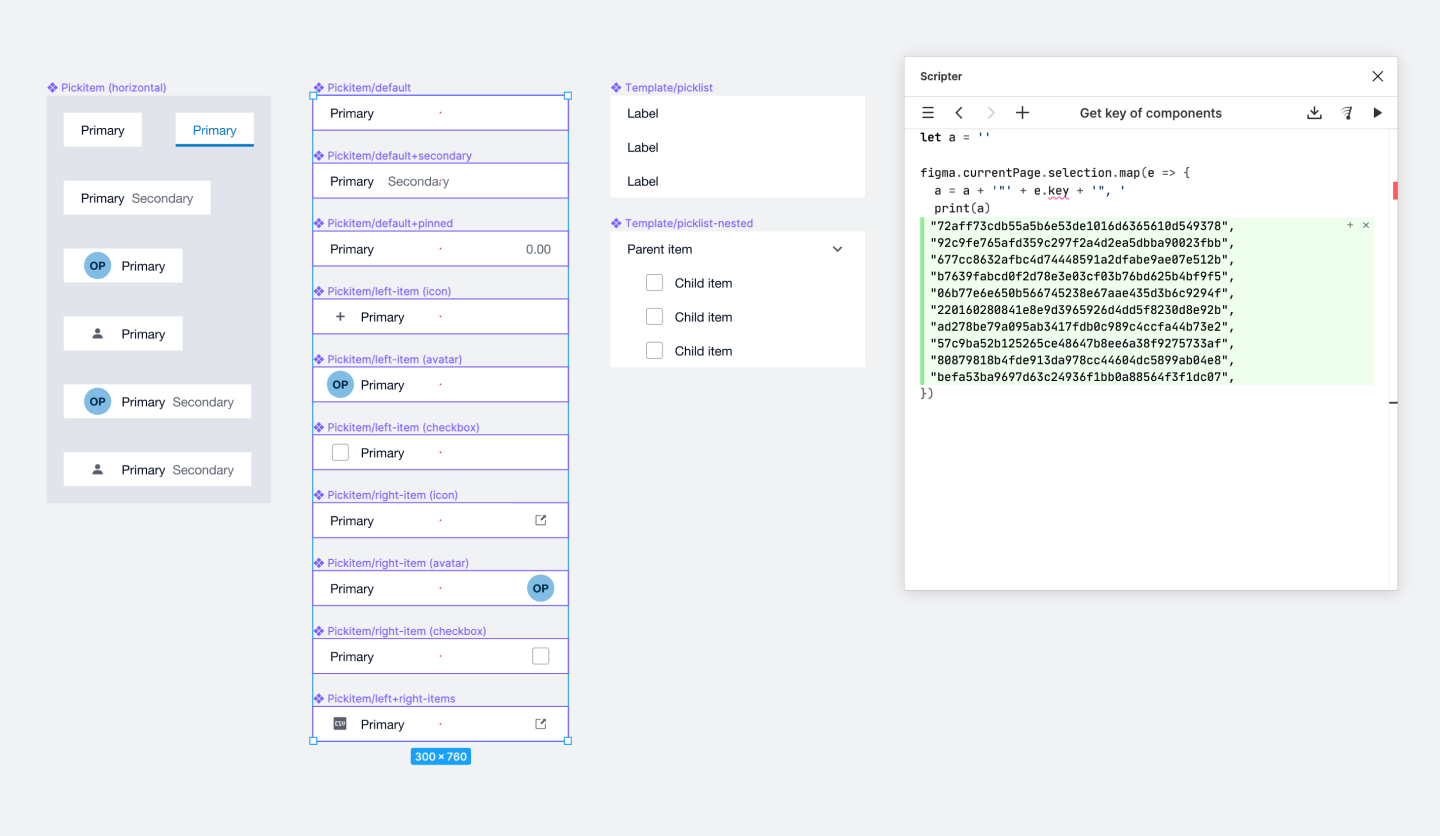 Pickitem (horizontal)
Primary
Primary
Primary Secondary
OP Primary
Primary
OP Primary Secondary
Primary Secondary
Pickitem/default
Primary
Pickitem/default+secondary
Primary Secondary
Pickitem/default+pinned
Primary 0.00
Pickitem/left-item (icon)
Primary
Pickitem/left-item (avatar)
OP Primary
Pickitem/left-item (checkbox)
Primary
Pickitem/right-item (icon)
Primary
Pickitem/right-item (avatar)
Primary OP
Pickitem/right-item (checkbox)
Primary
Pickitem/left+right-items
CSV Primary
300 × 760
Template/picklist
Label
Label
Label
Template/picklist-nested
Parent item
Child item
Child item
Child item
Scripter
Get key of components
let a = ''
figma.currentPage.selection.map(e => {
a = a + '"' + e.key + '", '
print(a)
"72aff73cdb55a5b6e53de1016d6365610d549378",
"92c9fe765afd359c297f2a4d2ea5dbba90023fbb",
"677cc8632afbc4d74448591a2dfabe9ae07e512b",
"b7639fabcd0f2d78e3e03cf03b76bd625b4bf9f5",
"06b77e6e650b566745238e67aae435d3b6c9294f",
"220160280841e8e9d3965926d4dd5f8230d8e92b",
"ad278be79a095ab3417fdb0c989c4ccfa44b73e2",
"57c9ba52b125265ce48647b8ee6a38f9275733af",
"80879818b4fde913da978cc44604dc5899ab04e8",
"befa53ba9697d63c24936f1bb0a88564f3f1dc07",
})